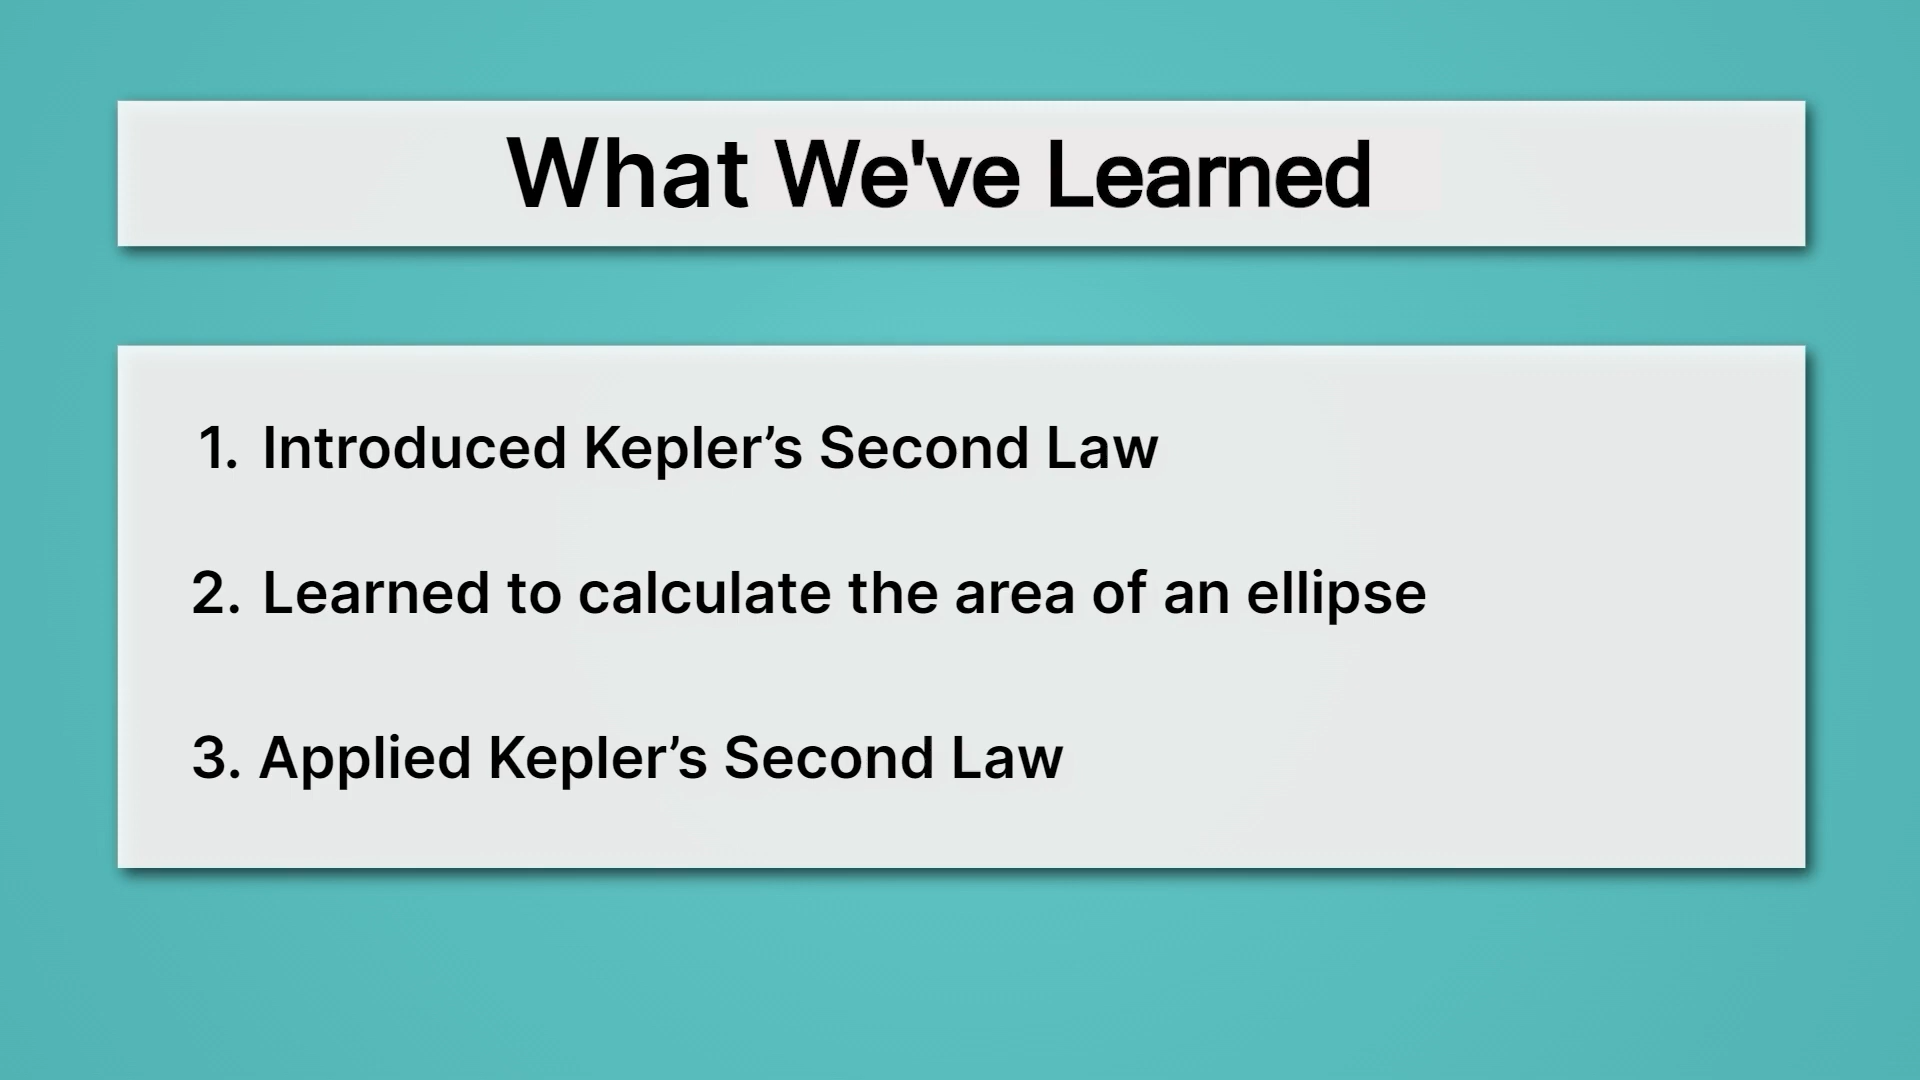 What We've Learned
1. Introduced Kepler’s Second Law
2. Learned to calculate the area of an ellipse
3. Applied Kepler’s Second Law